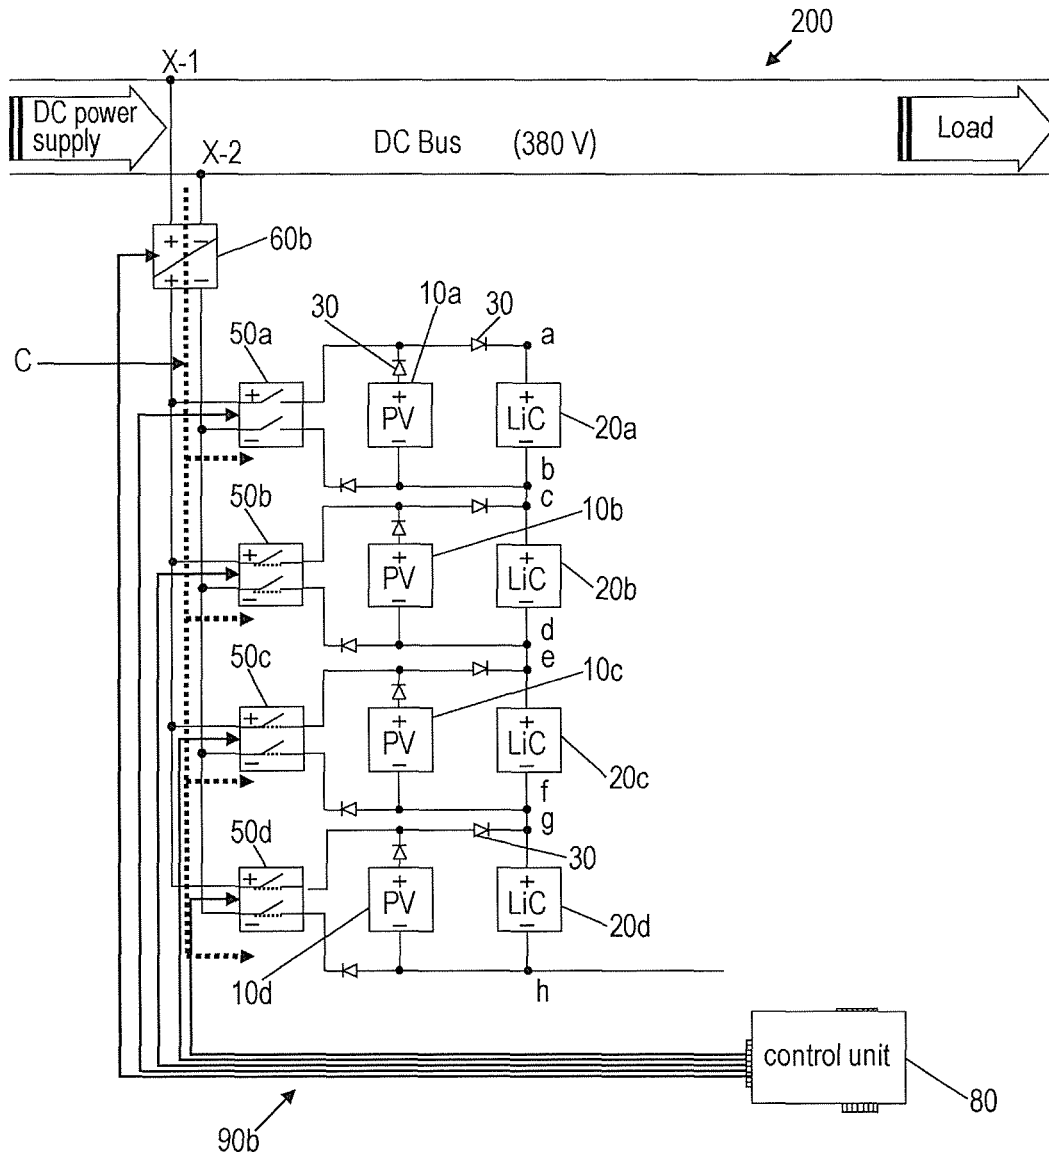 200
X-1
DC power
supply
DC Bus (380 V)
Load
X-2
+ −
60b
+ −
10a
30
30
a
50a
C
+
PV
−
+
LiC
−
+
−
20a
b
c
50b
10b
+
−
+
PV
−
+
LiC
−
20b
d
e
50c
10c
+
−
+
PV
−
+
LiC
−
20c
f
g
50d
30
+
−
+
PV
−
+
LiC
−
20d
10d
h
control unit
80
90b